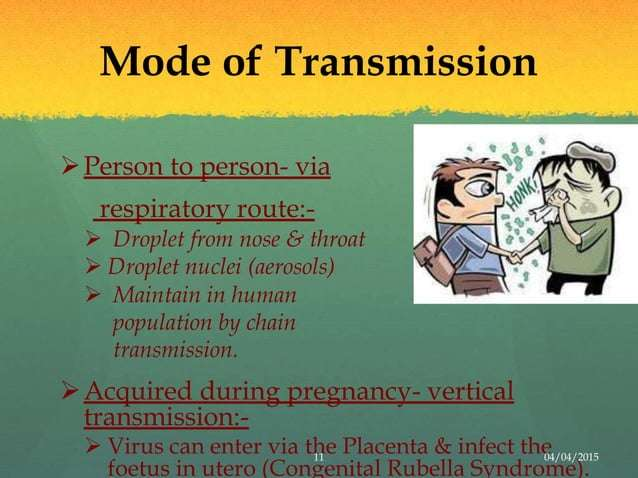 Mode of Transmission
➢ Person to person- via
respiratory route:-
➢ Droplet from nose & throat
➢ Droplet nuclei (aerosols)
➢ Maintain in human
population by chain
transmission.
HONK!
➢ Acquired during pregnancy- vertical
transmission:-
➢ Virus can enter via the Placenta & infect the
foetus in utero (Congenital Rubella Syndrome).
11
04/04/2015